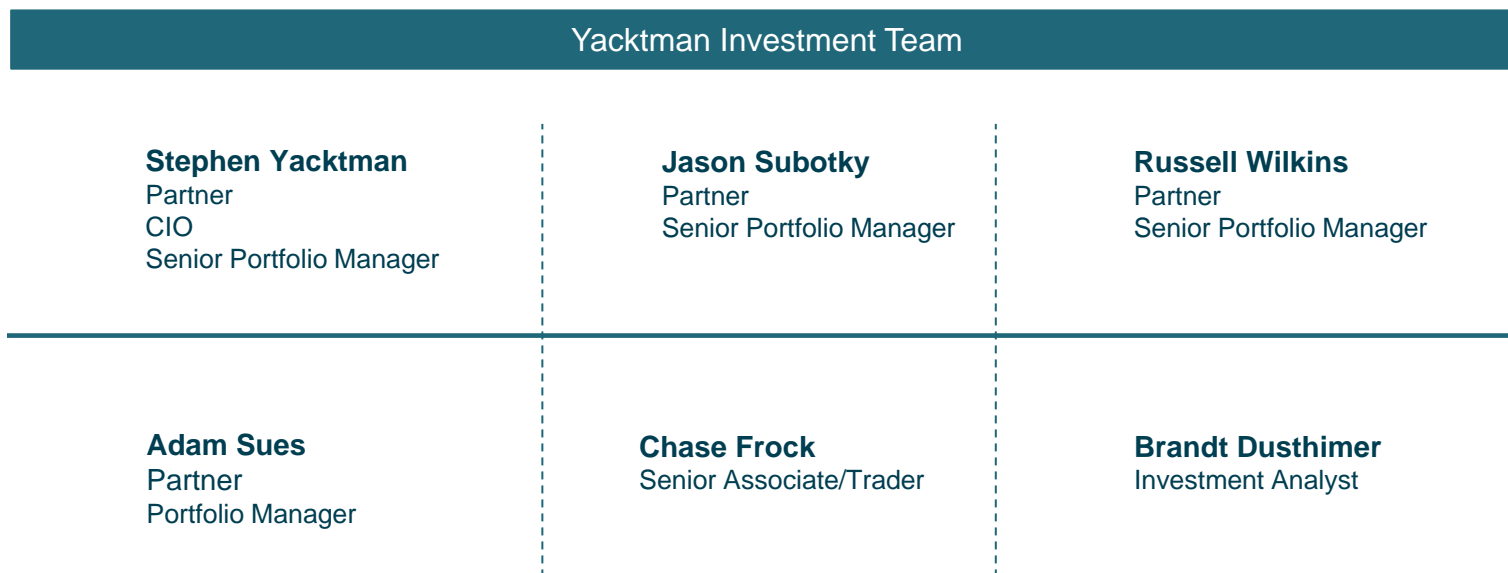 Yacktman Investment Team
Stephen Yacktman
Partner
CIO
Senior Portfolio Manager
Jason Subotky
Partner
Senior Portfolio Manager
Russell Wilkins
Partner
Senior Portfolio Manager
Adam Sues
Partner
Portfolio Manager
Chase Frock
Senior Associate/Trader
Brandt Dusthimer
Investment Analyst